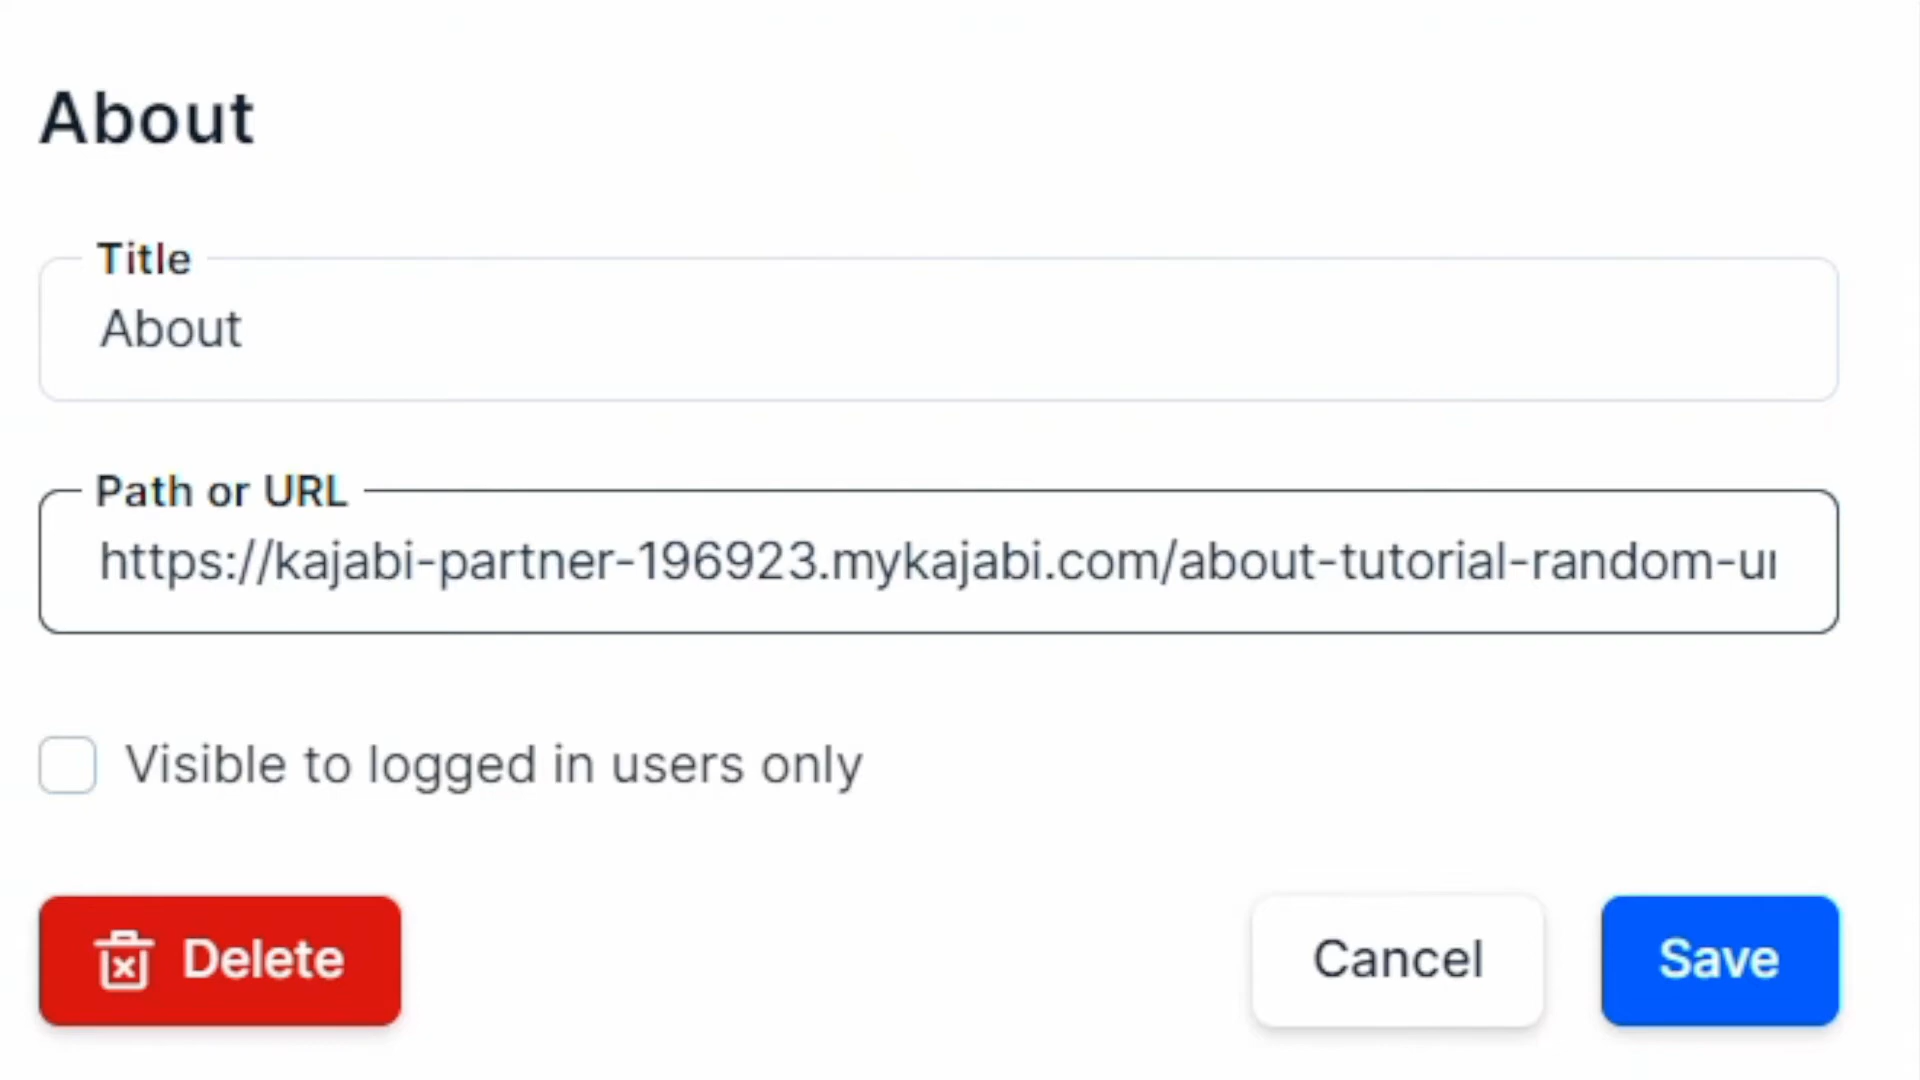 About
Title
About
Path or URL
https://kajabi-partner-196923.mykajabi.com/about-tutorial-random-u
Visible to logged in users only
Delete
Cancel
Save